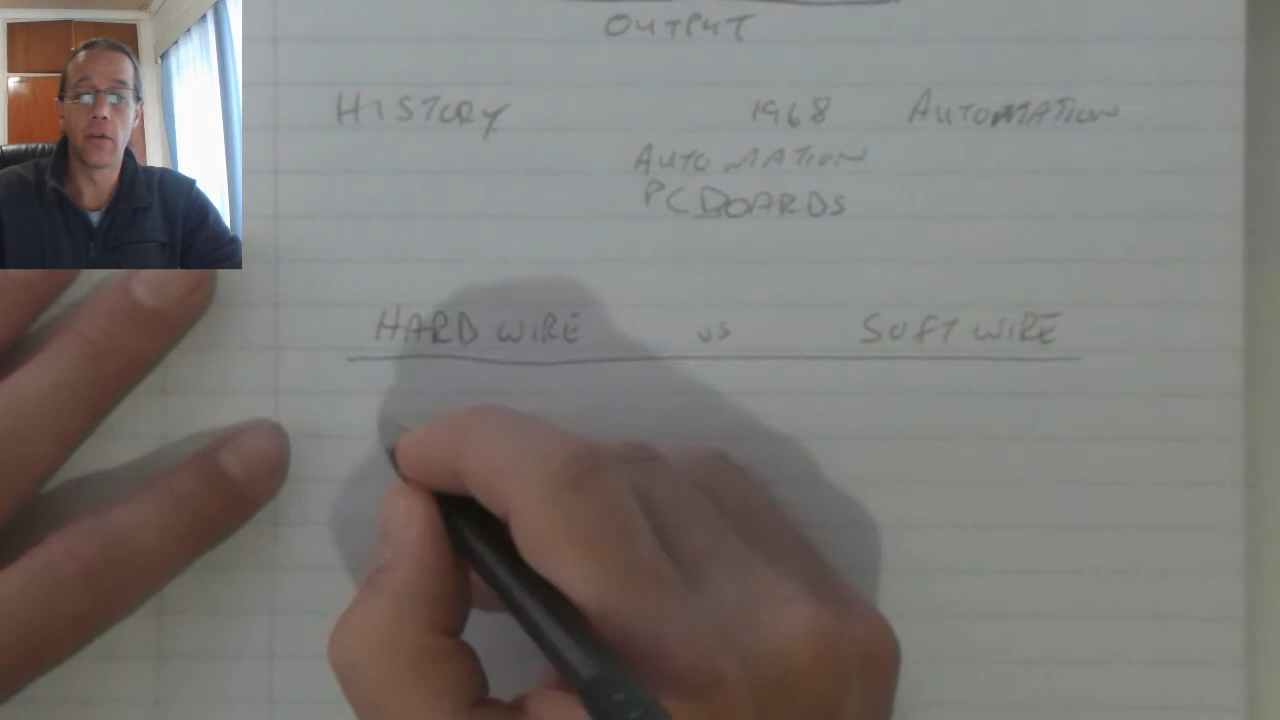 OUTPUT
HISTORY 1968 AUTOMATION
AUTOMATION
PC BOARDS
HARD WIRE vs SOFT WIRE